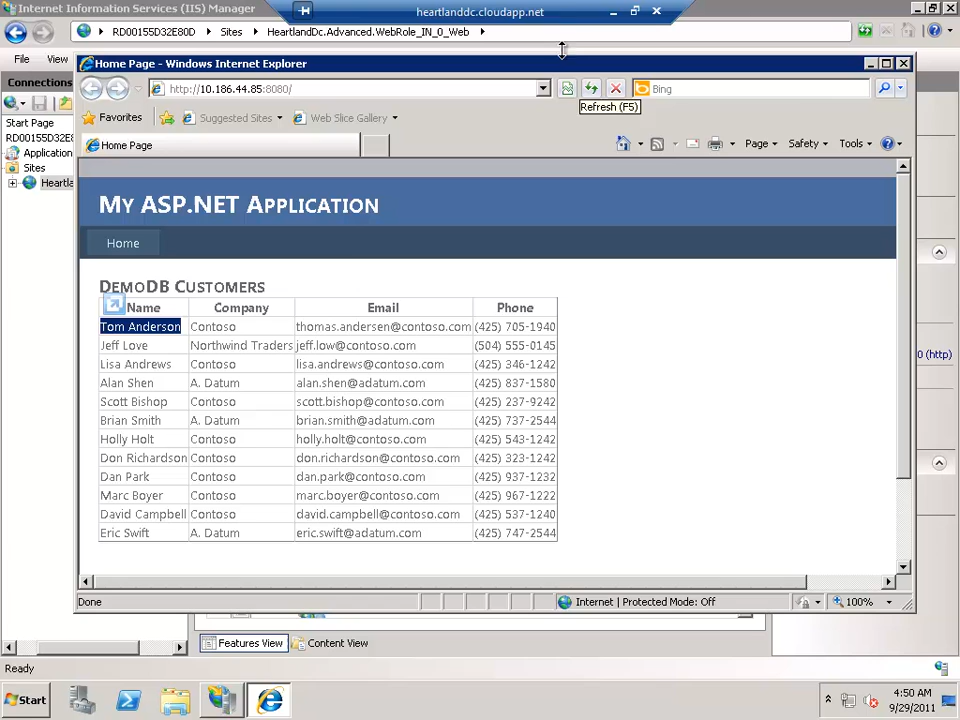 Internet Information Services (IIS) Manager
heartlanddc.cloudapp.net
RD00155D32E80D Sites HeartlandDc.Advanced.WebRole_IN_0_Web
File View
Home Page - Windows Internet Explorer
Connections
http://10.186.44.85:8080/
Bing
Refresh (F5)
Start Page
RD00155D32E8
Application
Sites
Heartla
Favorites Suggested Sites Web Slice Gallery
Home Page
Page Safety Tools
My ASP.NET Application
Home
DemoDB Customers
Name Company Email Phone
Tom Anderson Contoso thomas.andersen@contoso.com (425) 705-1940
Jeff Love Northwind Traders jeff.low@contoso.com (504) 555-0145
Lisa Andrews Contoso lisa.andrews@contoso.com (425) 346-1242
Alan Shen A. Datum alan.shen@adatum.com (425) 837-1580
Scott Bishop Contoso scott.bishop@contoso.com (425) 237-9242
Brian Smith A. Datum brian.smith@adatum.com (425) 737-2544
Holly Holt Contoso holly.holt@contoso.com (425) 543-1242
Don Richardson Contoso don.richardson@contoso.com (425) 323-1242
Dan Park Contoso dan.park@contoso.com (425) 937-1232
Marc Boyer Contoso marc.boyer@contoso.com (425) 967-1222
David Campbell Contoso david.campbell@contoso.com (425) 537-1240
Eric Swift A. Datum eric.swift@adatum.com (425) 747-2544
0 (http)
Done Internet | Protected Mode: Off 100%
Features View Content View
Ready
Start
4:50 AM
9/29/2011